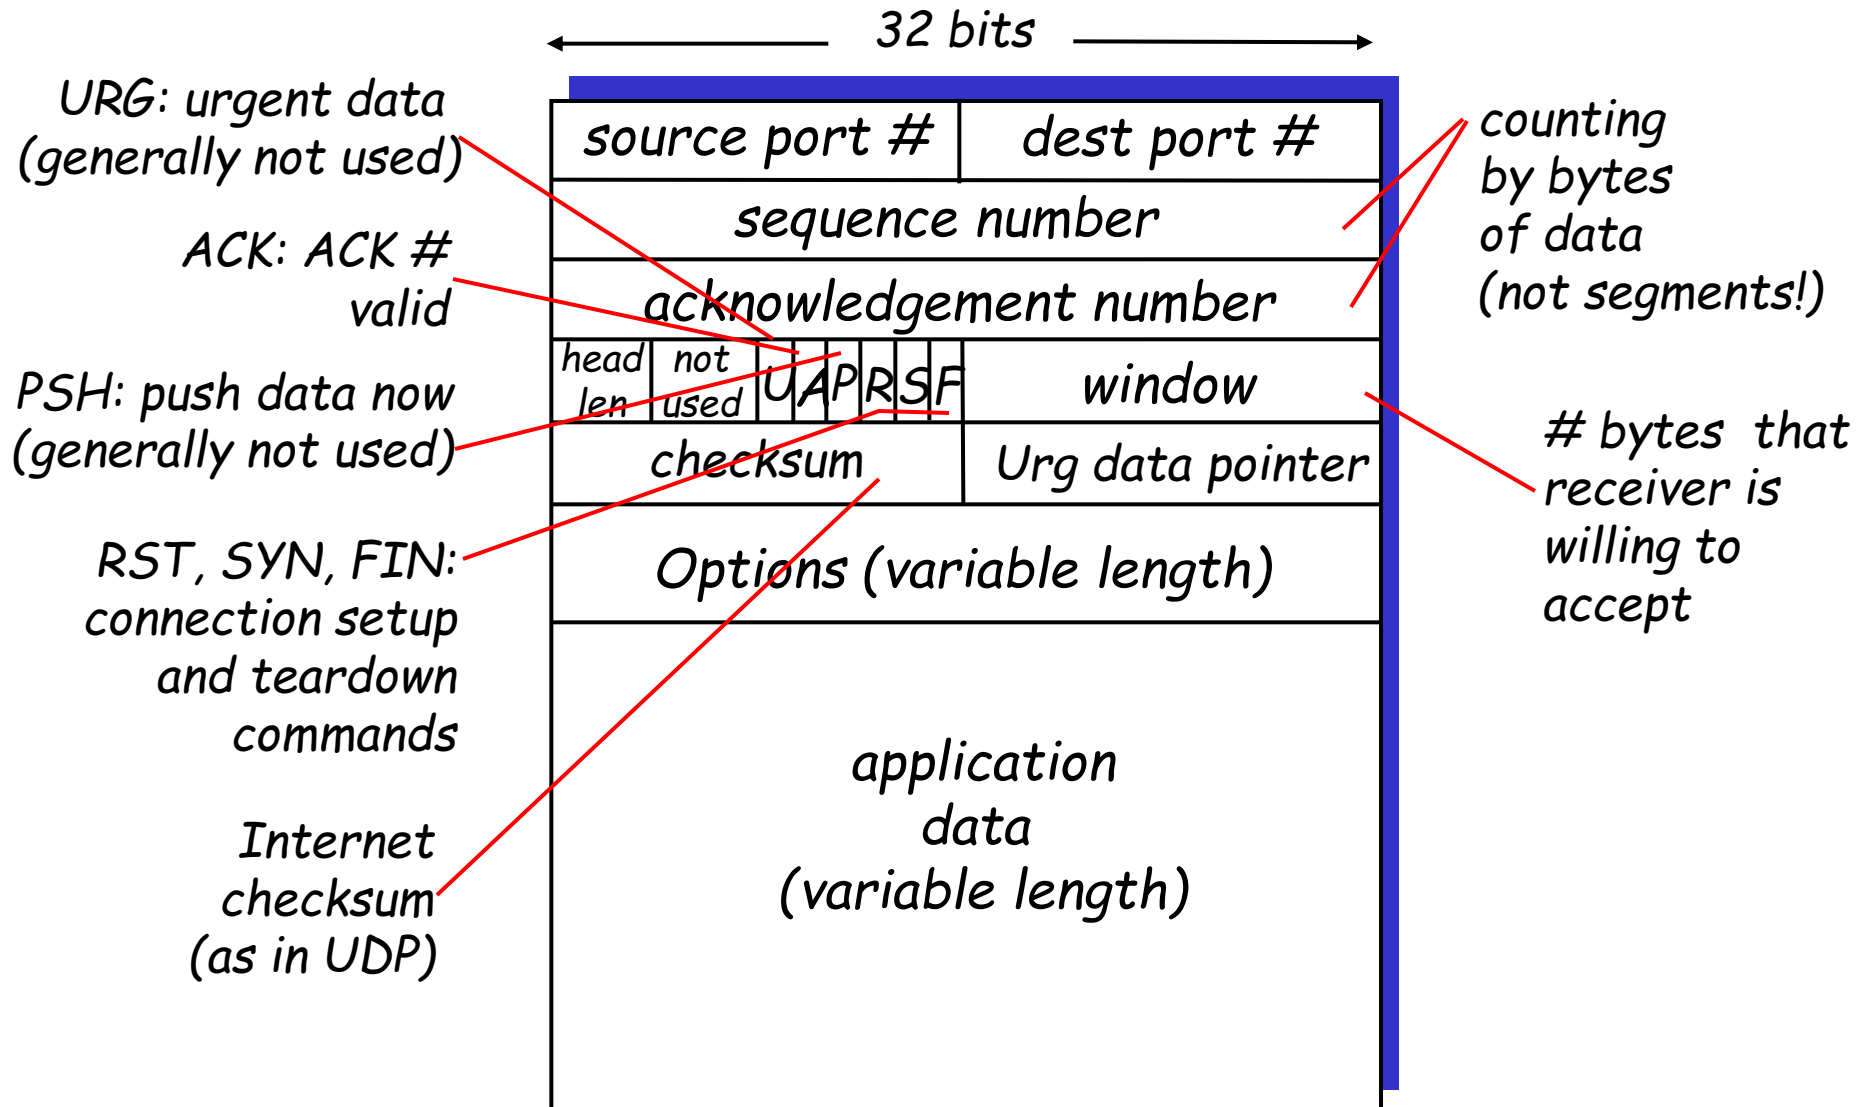 32 bits
URG: urgent data
(generally not used)
ACK: ACK #
valid
PSH: push data now
(generally not used)
RST, SYN, FIN:
connection setup
and teardown
commands
Internet
checksum
(as in UDP)
source port #
dest port #
sequence number
acknowledgement number
head
len
not
used
U
A
P
R
S
F
window
checksum
Urg data pointer
Options (variable length)
application
data
(variable length)
counting
by bytes
of data
(not segments!)
# bytes that
receiver is
willing to
accept